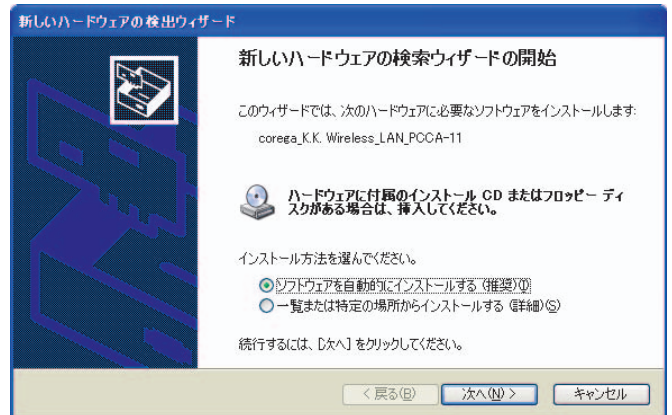 新しいハードウェアの検出ウィザード
新しいハードウェアの検索ウィザードの開始
このウィザードでは、次のハードウェアに必要なソフトウェアをインストールします:
corega_K.K. Wireless_LAN_PCCA-11
ハードウェアに付属のインストール CD またはフロッピー ディ
スクがある場合は、挿入してください。
インストール方法を選んでください。
ソフトウェアを自動的にインストールする (推奨)(I)
一覧または特定の場所からインストールする (詳細)(S)
続行するには、[次へ] をクリックしてください。
< 戻る(B) 次へ(N) > キャンセル